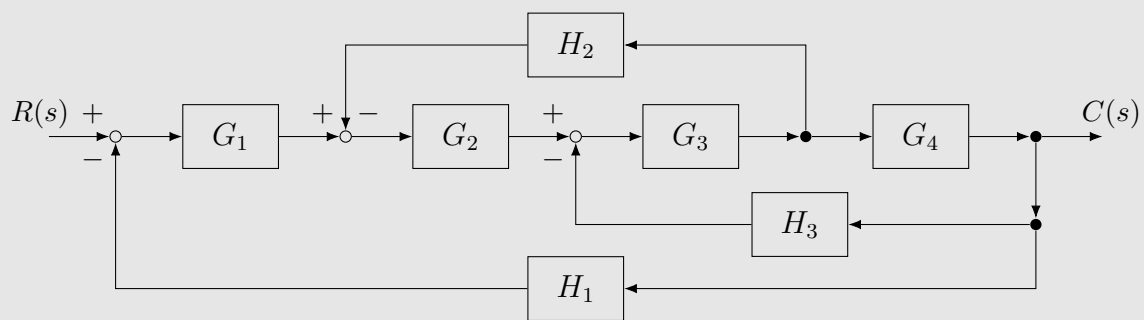 H₂
R(s) + + − + C(s)
G₁ G₂ G₃ G₄
− −
H₃
H₁